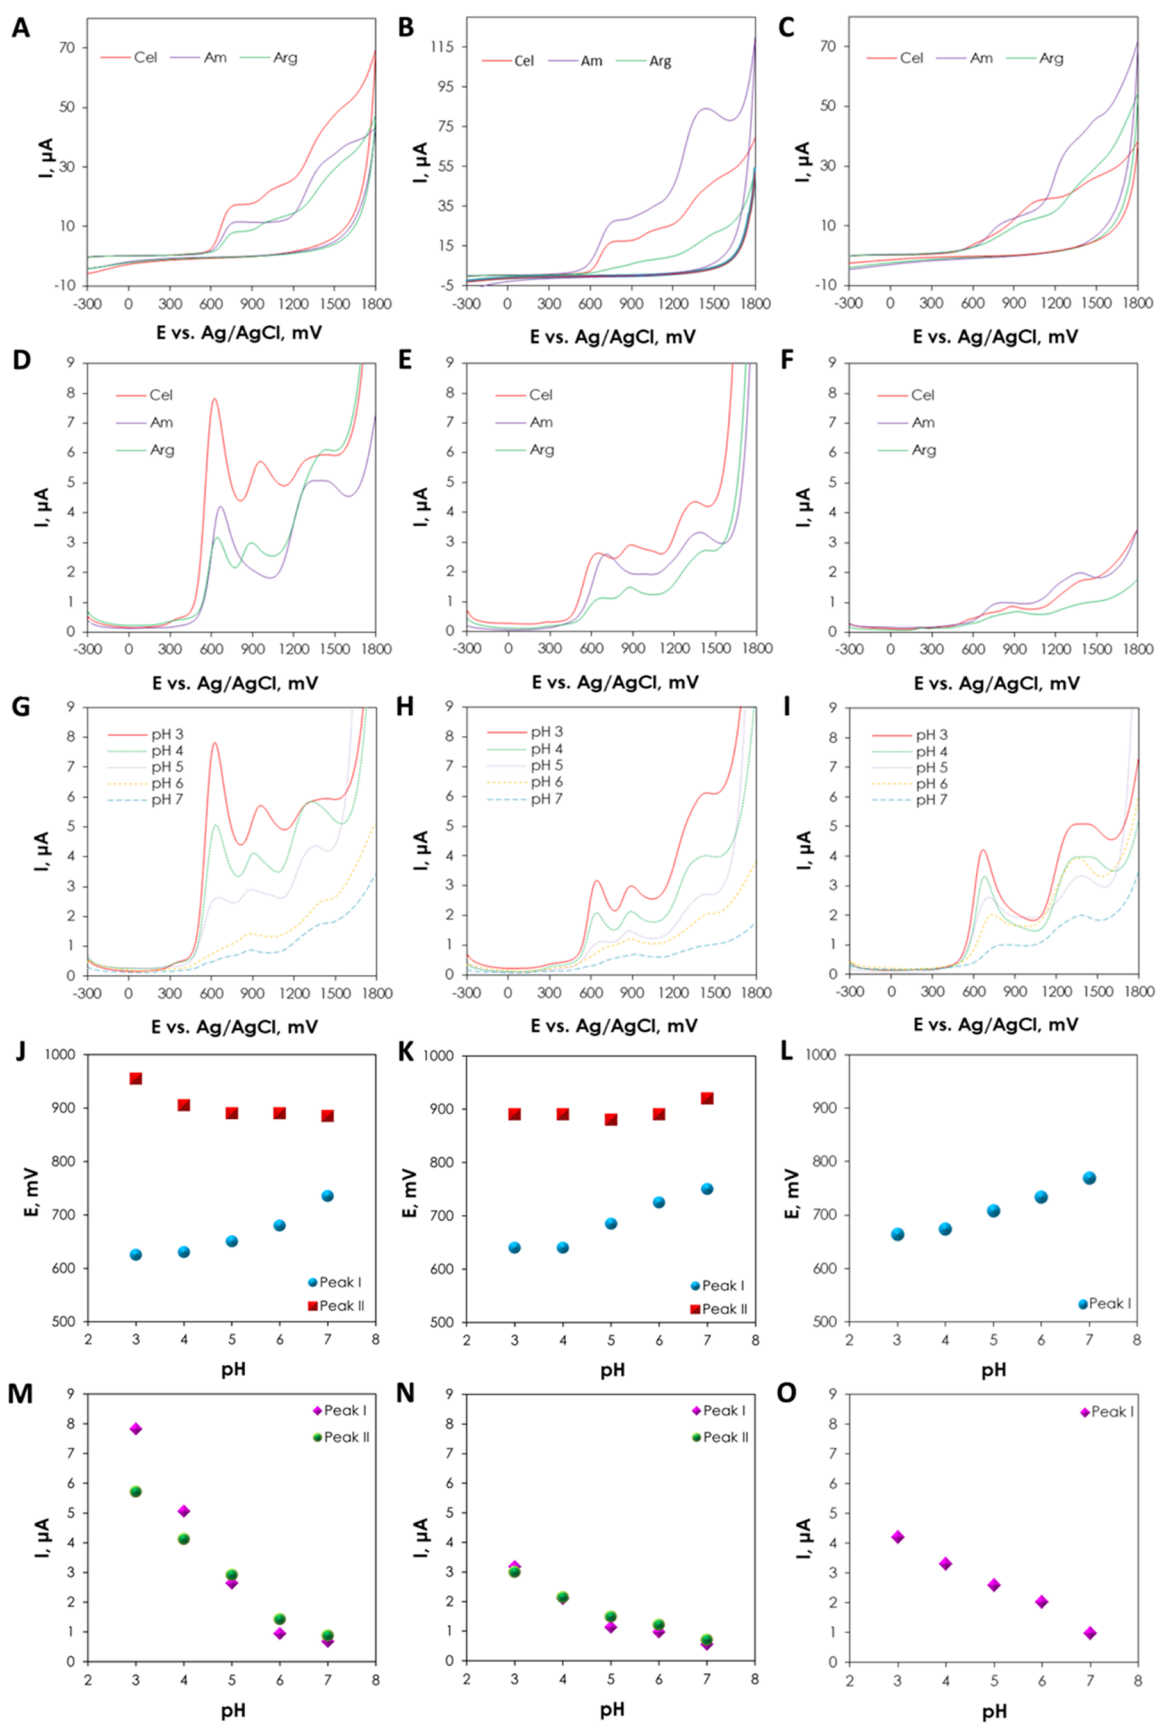 A
70
50
30
10
-10
I, µA
Cel Am Arg
-300 0 300 600 900 1200 1500 1800
E vs. Ag/AgCl, mV
B
115
95
75
55
35
15
-5
I, µA
Cel Am Arg
-300 0 300 600 900 1200 1500 1800
E vs. Ag/AgCl, mV
C
70
50
30
10
-10
I, µA
Cel Am Arg
-300 0 300 600 900 1200 1500 1800
E vs. Ag/AgCl, mV
D
9
8
7
6
5
4
3
2
1
0
I, µA
Cel
Am
Arg
-300 0 300 600 900 1200 1500 1800
E vs. Ag/AgCl, mV
E
9
8
7
6
5
4
3
2
1
0
I, µA
Cel
Am
Arg
-300 0 300 600 900 1200 1500 1800
E vs. Ag/AgCl, mV
F
9
8
7
6
5
4
3
2
1
0
I, µA
Cel
Am
Arg
-300 0 300 600 900 1200 1500 1800
E vs. Ag/AgCl, mV
G
9
8
7
6
5
4
3
2
1
0
I, µA
pH 3
pH 4
pH 5
pH 6
pH 7
-300 0 300 600 900 1200 1500 1800
E vs. Ag/AgCl, mV
H
9
8
7
6
5
4
3
2
1
0
I, µA
pH 3
pH 4
pH 5
pH 6
pH 7
-300 0 300 600 900 1200 1500 1800
E vs. Ag/AgCl, mV
I
9
8
7
6
5
4
3
2
1
0
I, µA
pH 3
pH 4
pH 5
pH 6
pH 7
-300 0 300 600 900 1200 1500 1800
E vs. Ag/AgCl, mV
J
1000
900
800
700
600
500
E, mV
Peak I
Peak II
2 3 4 5 6 7 8
pH
K
1000
900
800
700
600
500
E, mV
Peak I
Peak II
2 3 4 5 6 7 8
pH
L
1000
900
800
700
600
500
E, mV
Peak I
2 3 4 5 6 7 8
pH
M
9
8
7
6
5
4
3
2
1
0
I, µA
Peak I
Peak II
2 3 4 5 6 7 8
pH
N
9
8
7
6
5
4
3
2
1
0
I, µA
Peak I
Peak II
2 3 4 5 6 7 8
pH
O
9
8
7
6
5
4
3
2
1
0
I, µA
Peak I
2 3 4 5 6 7 8
pH